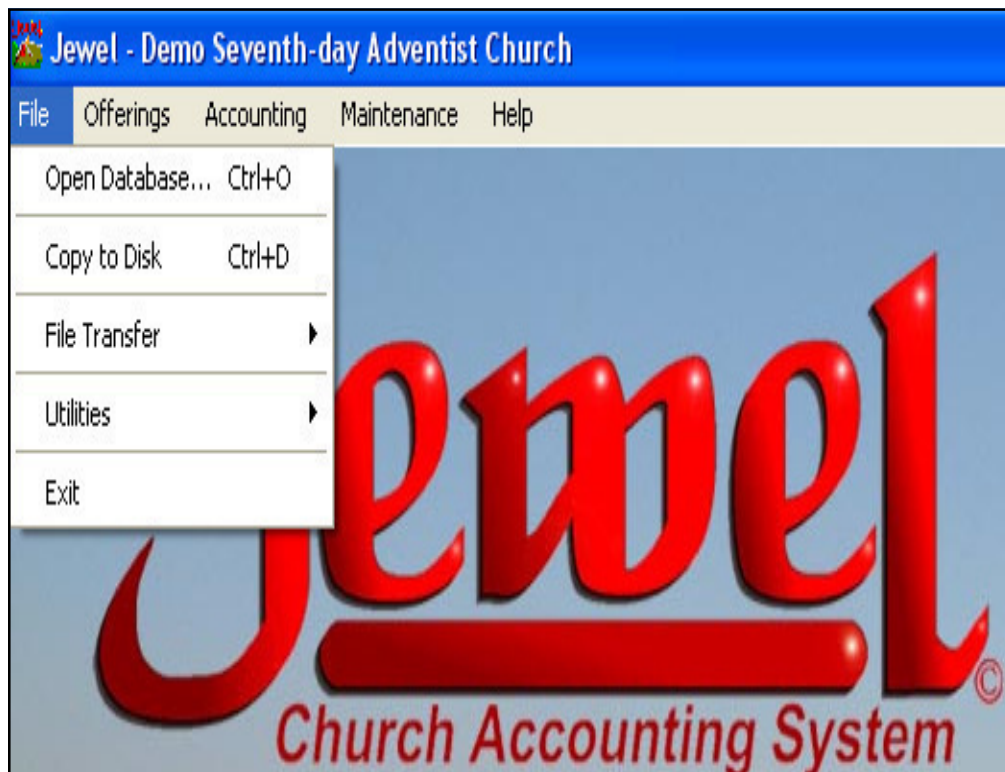 Jewel - Demo Seventh-day Adventist Church
File Offerings Accounting Maintenance Help
Open Database... Ctrl+O
Copy to Disk Ctrl+D
File Transfer
Utilities
Exit
Jewel ©
Church Accounting System